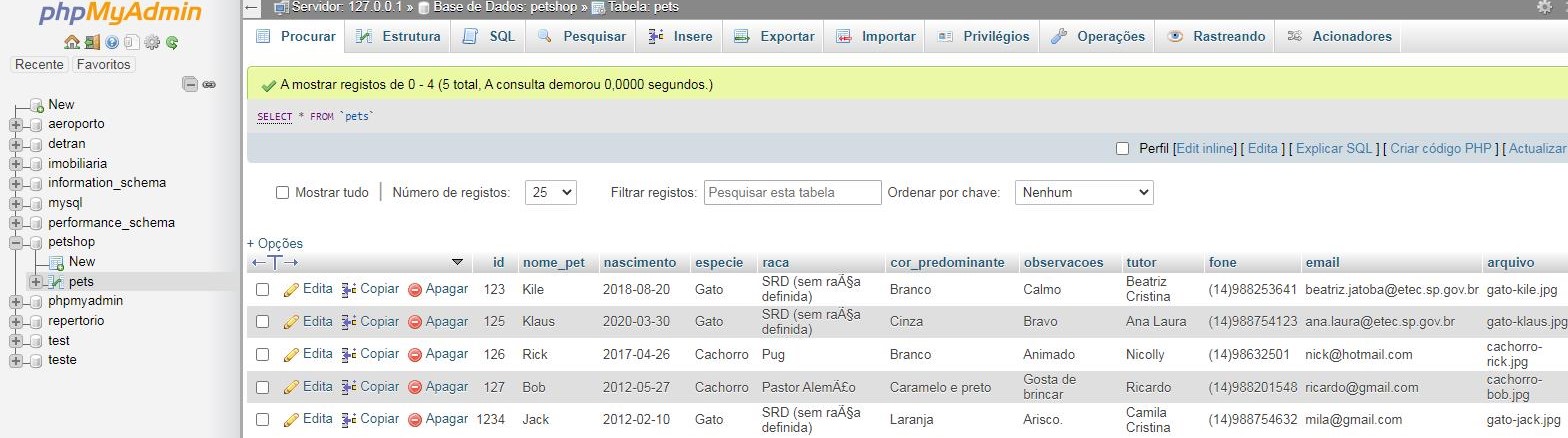 phpMyAdmin
Servidor: 127.0.0.1 » Base de Dados: petshop » Tabela: pets
Procurar Estrutura SQL Pesquisar Insere Exportar Importar Privilégios Operações Rastreando Acionadores
Recente Favoritos
New
aeroporto
detran
imobiliaria
information_schema
mysql
performance_schema
petshop
New
pets
phpmyadmin
repertorio
test
teste
A mostrar registos de 0 - 4 (5 total, A consulta demorou 0,0000 segundos.)
SELECT * FROM `pets`
Perfil [Edit inline] [ Edita ] [ Explicar SQL ] [ Criar código PHP ] [ Actualizar
Mostrar tudo | Número de registos: 25 Filtrar registos: Pesquisar esta tabela Ordenar por chave: Nenhum
+ Opções
←T→ id nome_pet nascimento especie raca cor_predominante observacoes tutor fone email arquivo
Edita Copiar Apagar 123 Kile 2018-08-20 Gato SRD (sem raÃ§a definida) Branco Calmo Beatriz Cristina (14)988253641 beatriz.jatoba@etec.sp.gov.br gato-kile.jpg
Edita Copiar Apagar 125 Klaus 2020-03-30 Gato SRD (sem raÃ§a definida) Cinza Bravo Ana Laura (14)988754123 ana.laura@etec.sp.gov.br gato-klaus.jpg
Edita Copiar Apagar 126 Rick 2017-04-26 Cachorro Pug Branco Animado Nicolly (14)98632501 nick@hotmail.com cachorro-rick.jpg
Edita Copiar Apagar 127 Bob 2012-05-27 Cachorro Pastor AlemÃ£o Caramelo e preto Gosta de brincar Ricardo (14)988201548 ricardo@gmail.com cachorro-bob.jpg
Edita Copiar Apagar 1234 Jack 2012-02-10 Gato SRD (sem raÃ§a definida) Laranja Arisco. Camila Cristina (14)988754632 mila@gmail.com gato-jack.jpg